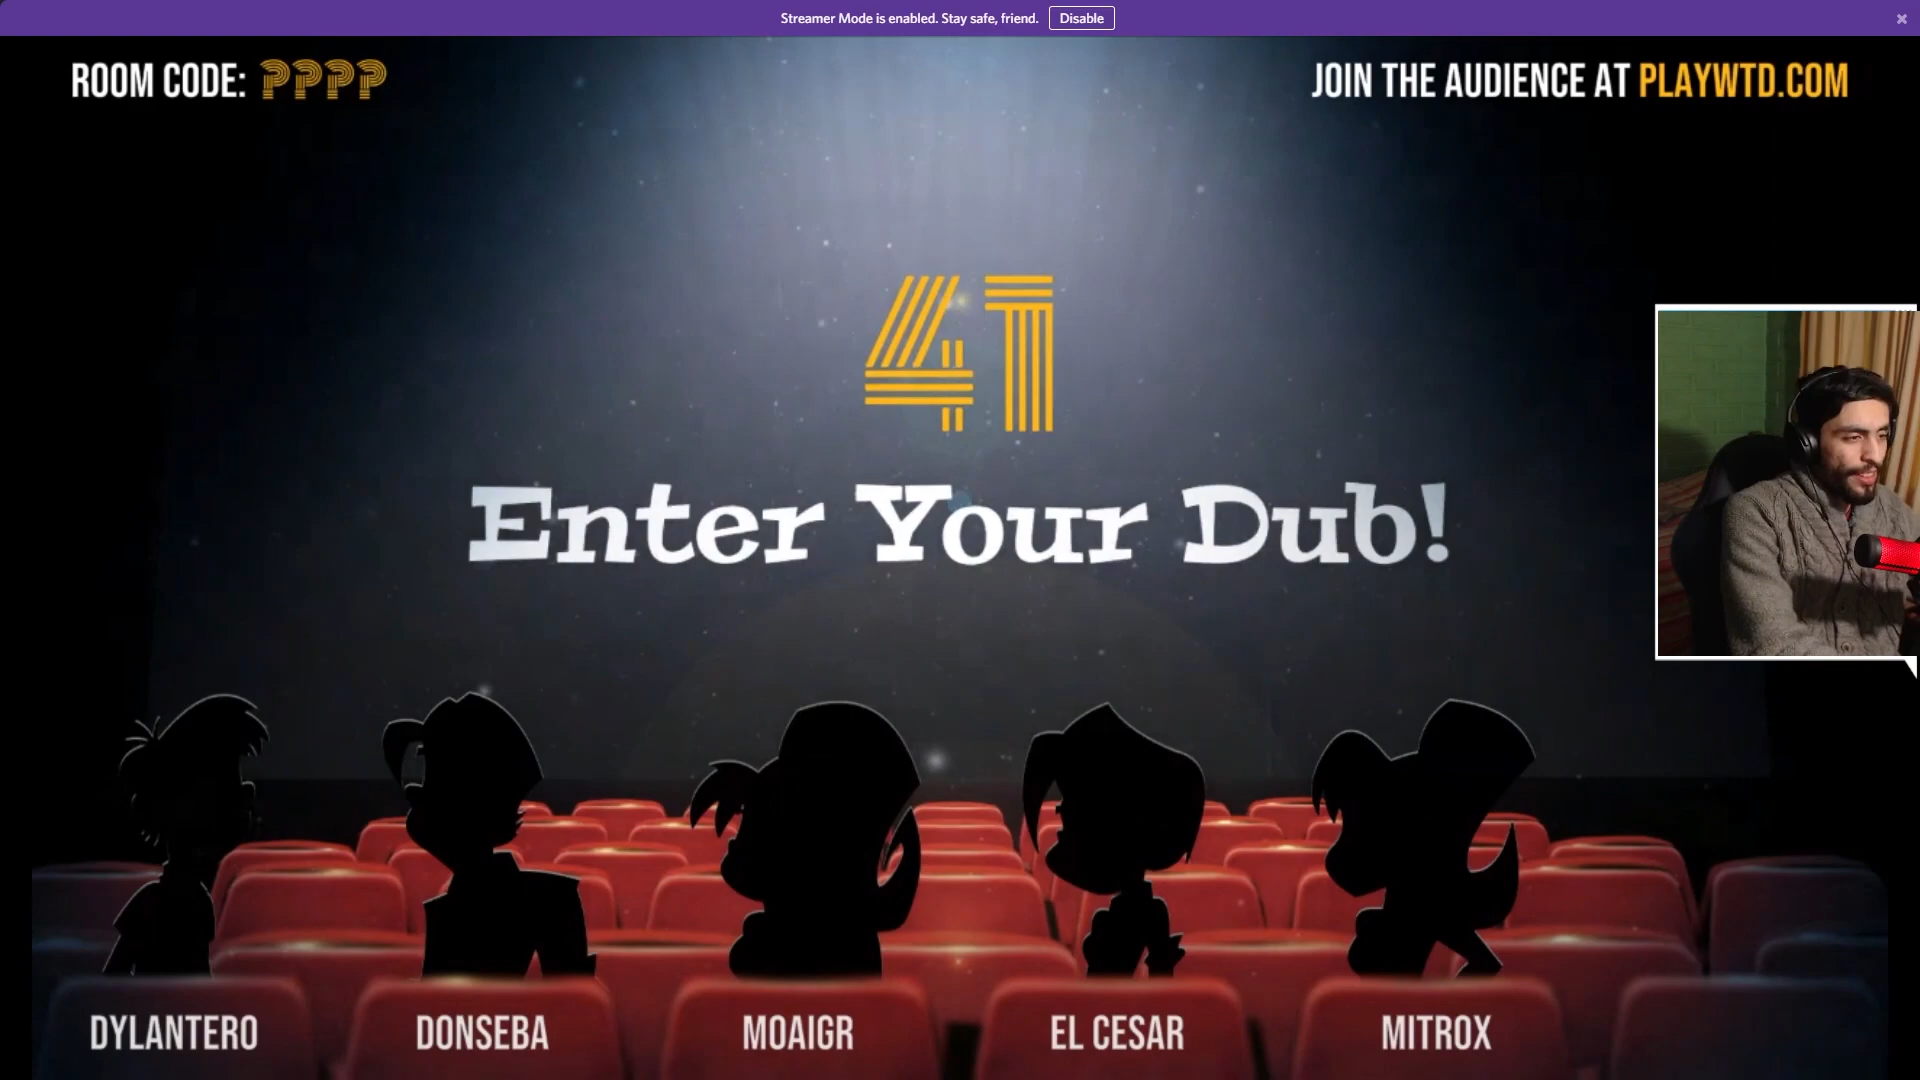 Streamer Mode is enabled. Stay safe, friend. Disable
ROOM CODE: ????
JOIN THE AUDIENCE AT PLAYWTD.COM
41
Enter Your Dub!
DYLANTERO
DONSEBA
MOAIGR
EL CESAR
MITROX